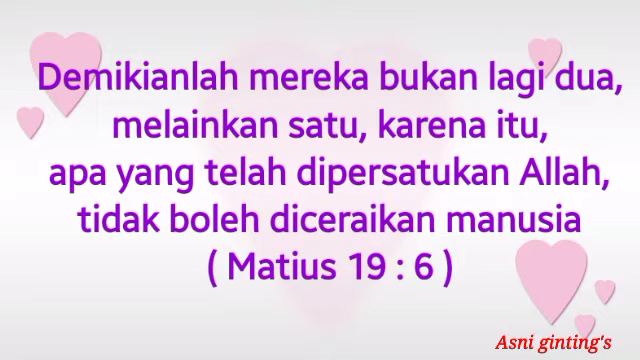 Demikianlah mereka bukan lagi dua,
melainkan satu, karena itu,
apa yang telah dipersatukan Allah,
tidak boleh diceraikan manusia
( Matius 19 : 6 )
Asni ginting's